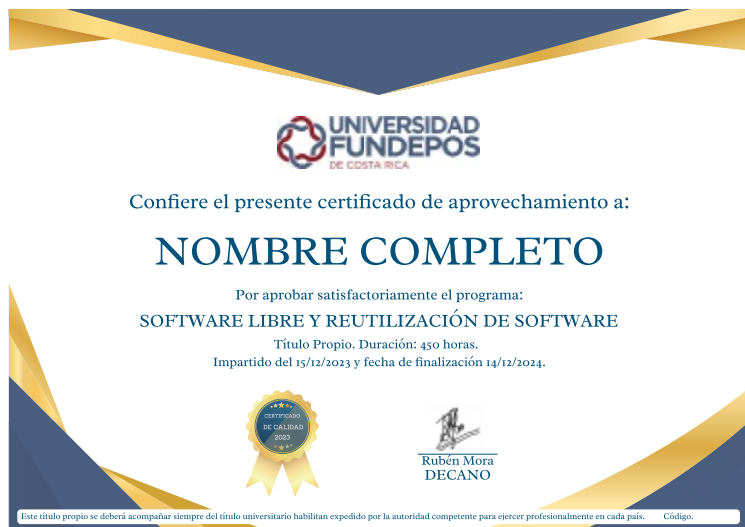 UNIVERSIDAD
FUNDEPOS
DE COSTA RICA
Confiere el presente certificado de aprovechamiento a:
NOMBRE COMPLETO
Por aprobar satisfactoriamente el programa:
SOFTWARE LIBRE Y REUTILIZACIÓN DE SOFTWARE
Título Propio. Duración: 450 horas.
Impartido del 15/12/2023 y fecha de finalización 14/12/2024.
CERTIFICADO
DE CALIDAD
2023
Rubén Mora
DECANO
Este título propio se deberá acompañar siempre del título universitario habilitan expedido por la autoridad competente para ejercer profesionalmente en cada país. Código.